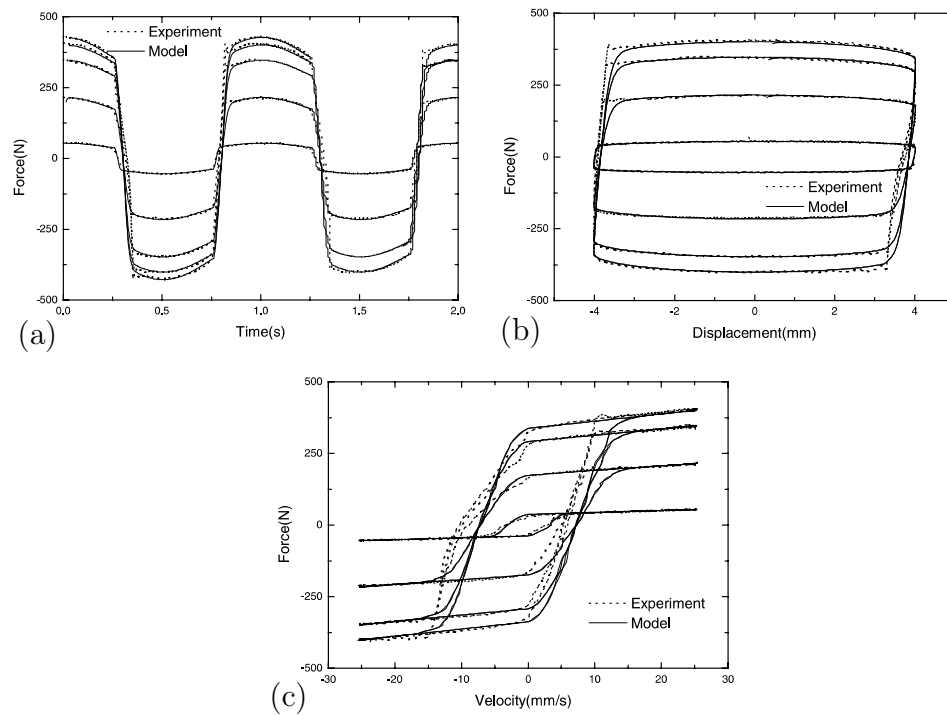 500
250
0
-250
-500
Force(N)
Experiment
Model
0.0 0.5 1.0 1.5 2.0
Time(s)
(a)
500
250
0
-250
-500
Force(N)
Experiment
Model
-4 -2 0 2 4
Displacement(mm)
(b)
500
250
0
-250
-500
Force(N)
Experiment
Model
-30 -20 -10 0 10 20 30
Velocity(mm/s)
(c)